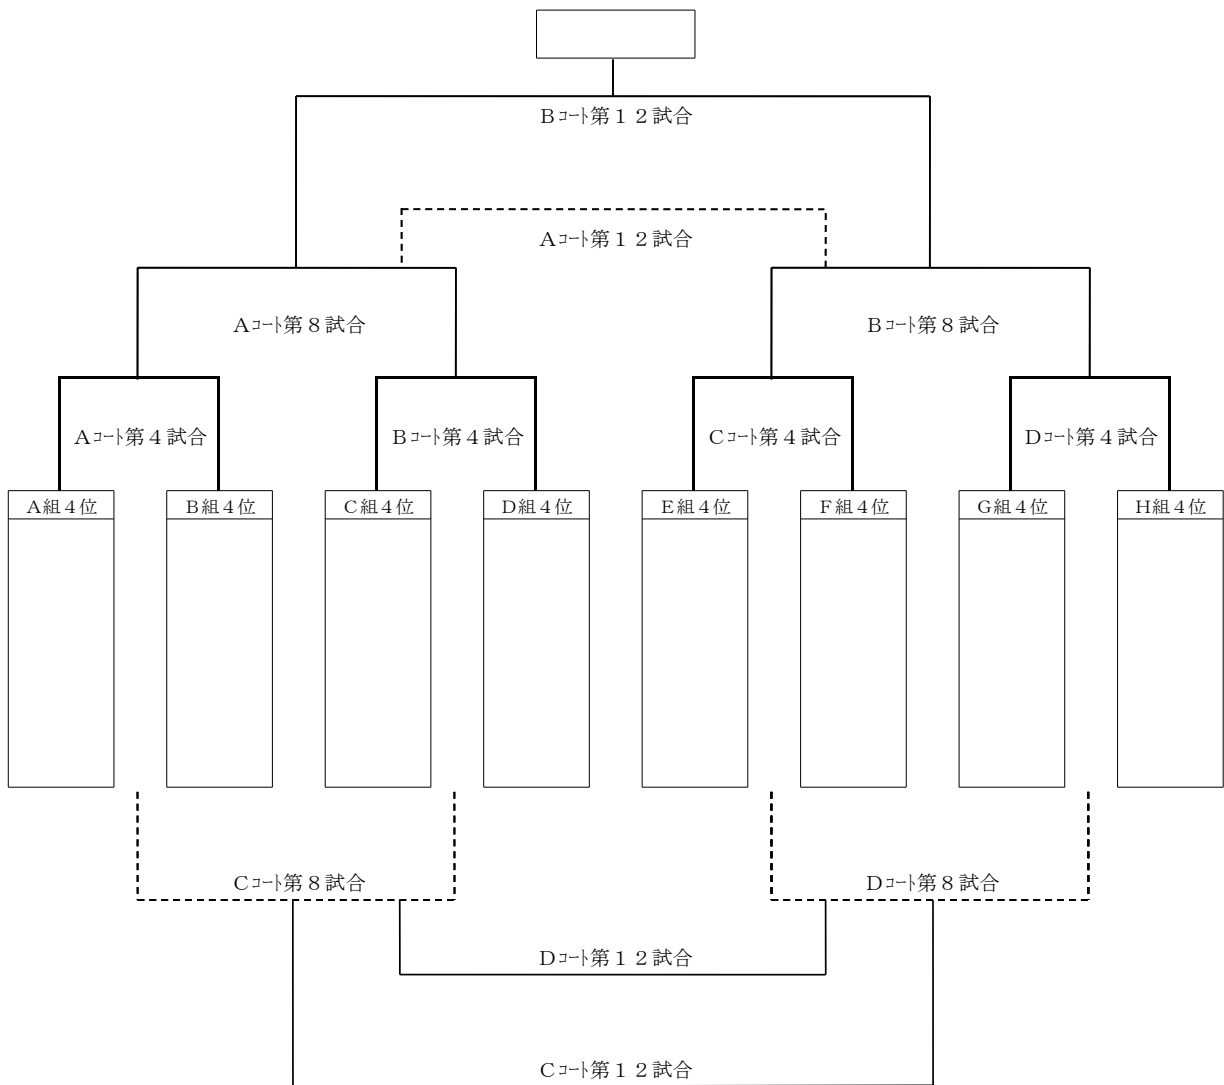 Bコート第１２試合
Aコート第１２試合
Aコート第８試合
Bコート第８試合
Aコート第４試合
Bコート第４試合
Cコート第４試合
Dコート第４試合
A組４位
B組４位
C組４位
D組４位
E組４位
F組４位
G組４位
H組４位
Cコート第８試合
Dコート第８試合
Dコート第１２試合
Cコート第１２試合